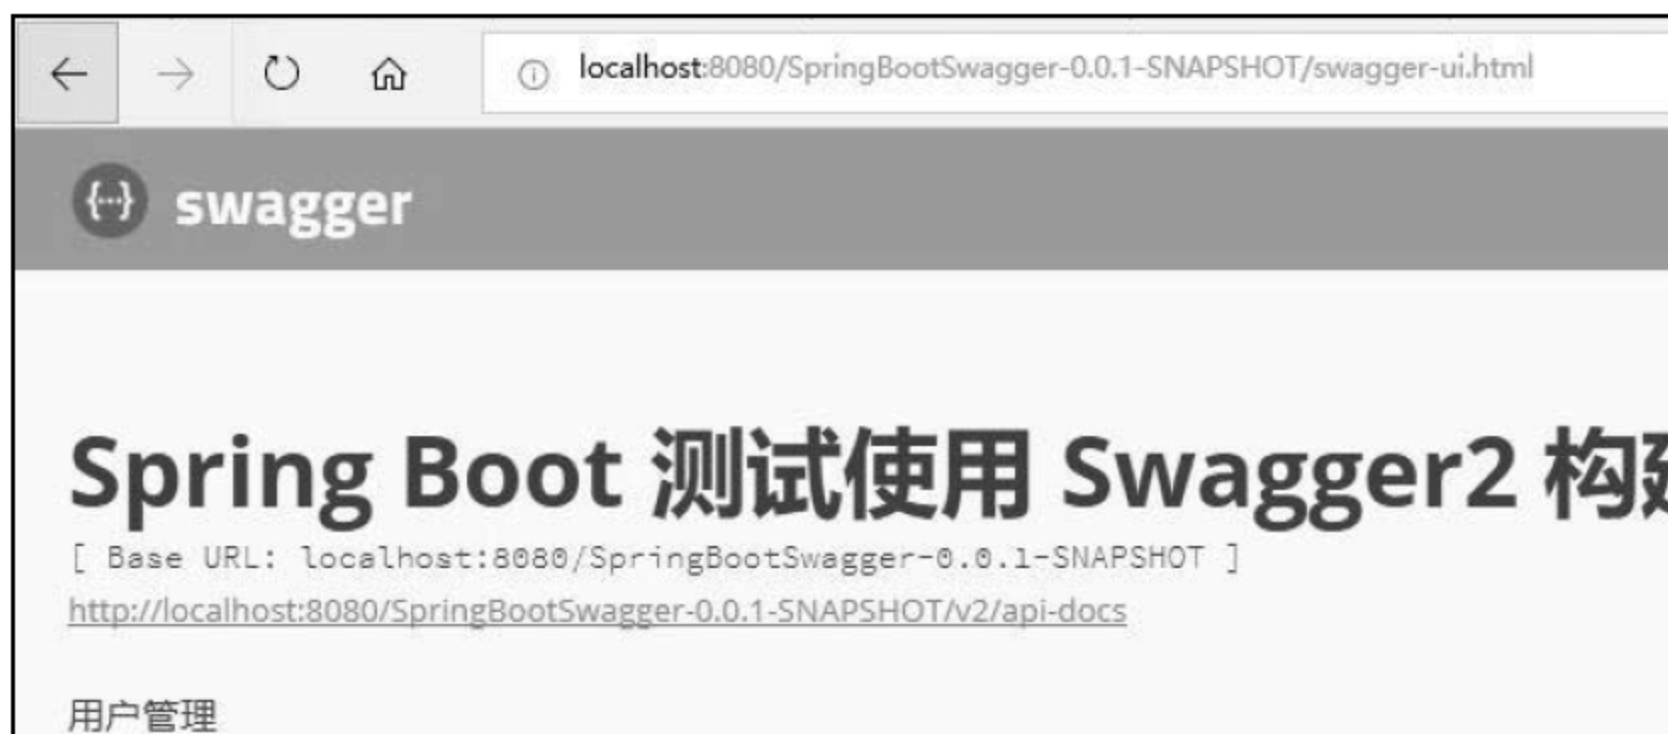 localhost:8080/SpringBootSwagger-0.0.1-SNAPSHOT/swagger-ui.html
{...} swagger
Spring Boot 测试使用 Swagger2 构
[ Base URL: localhost:8080/SpringBootSwagger-0.0.1-SNAPSHOT ]
http://localhost:8080/SpringBootSwagger-0.0.1-SNAPSHOT/v2/api-docs
用户管理